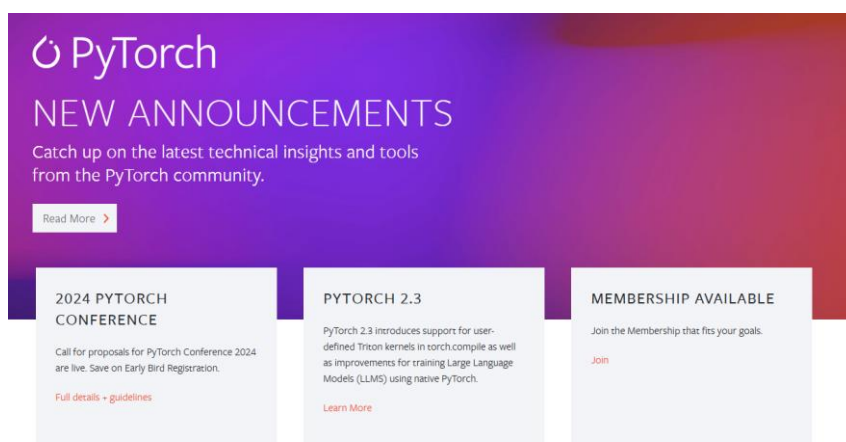 PyTorch
NEW ANNOUNCEMENTS
Catch up on the latest technical insights and tools
from the PyTorch community.
Read More
2024 PYTORCH
CONFERENCE
Call for proposals for PyTorch Conference 2024
are live. Save on Early Bird Registration.
Full details + guidelines
PYTORCH 2.3
PyTorch 2.3 introduces support for user-
defined Triton kernels in torch.compile as well
as improvements for training Large Language
Models (LLMS) using native PyTorch.
Learn More
MEMBERSHIP AVAILABLE
Join the Membership that fits your goals.
Join